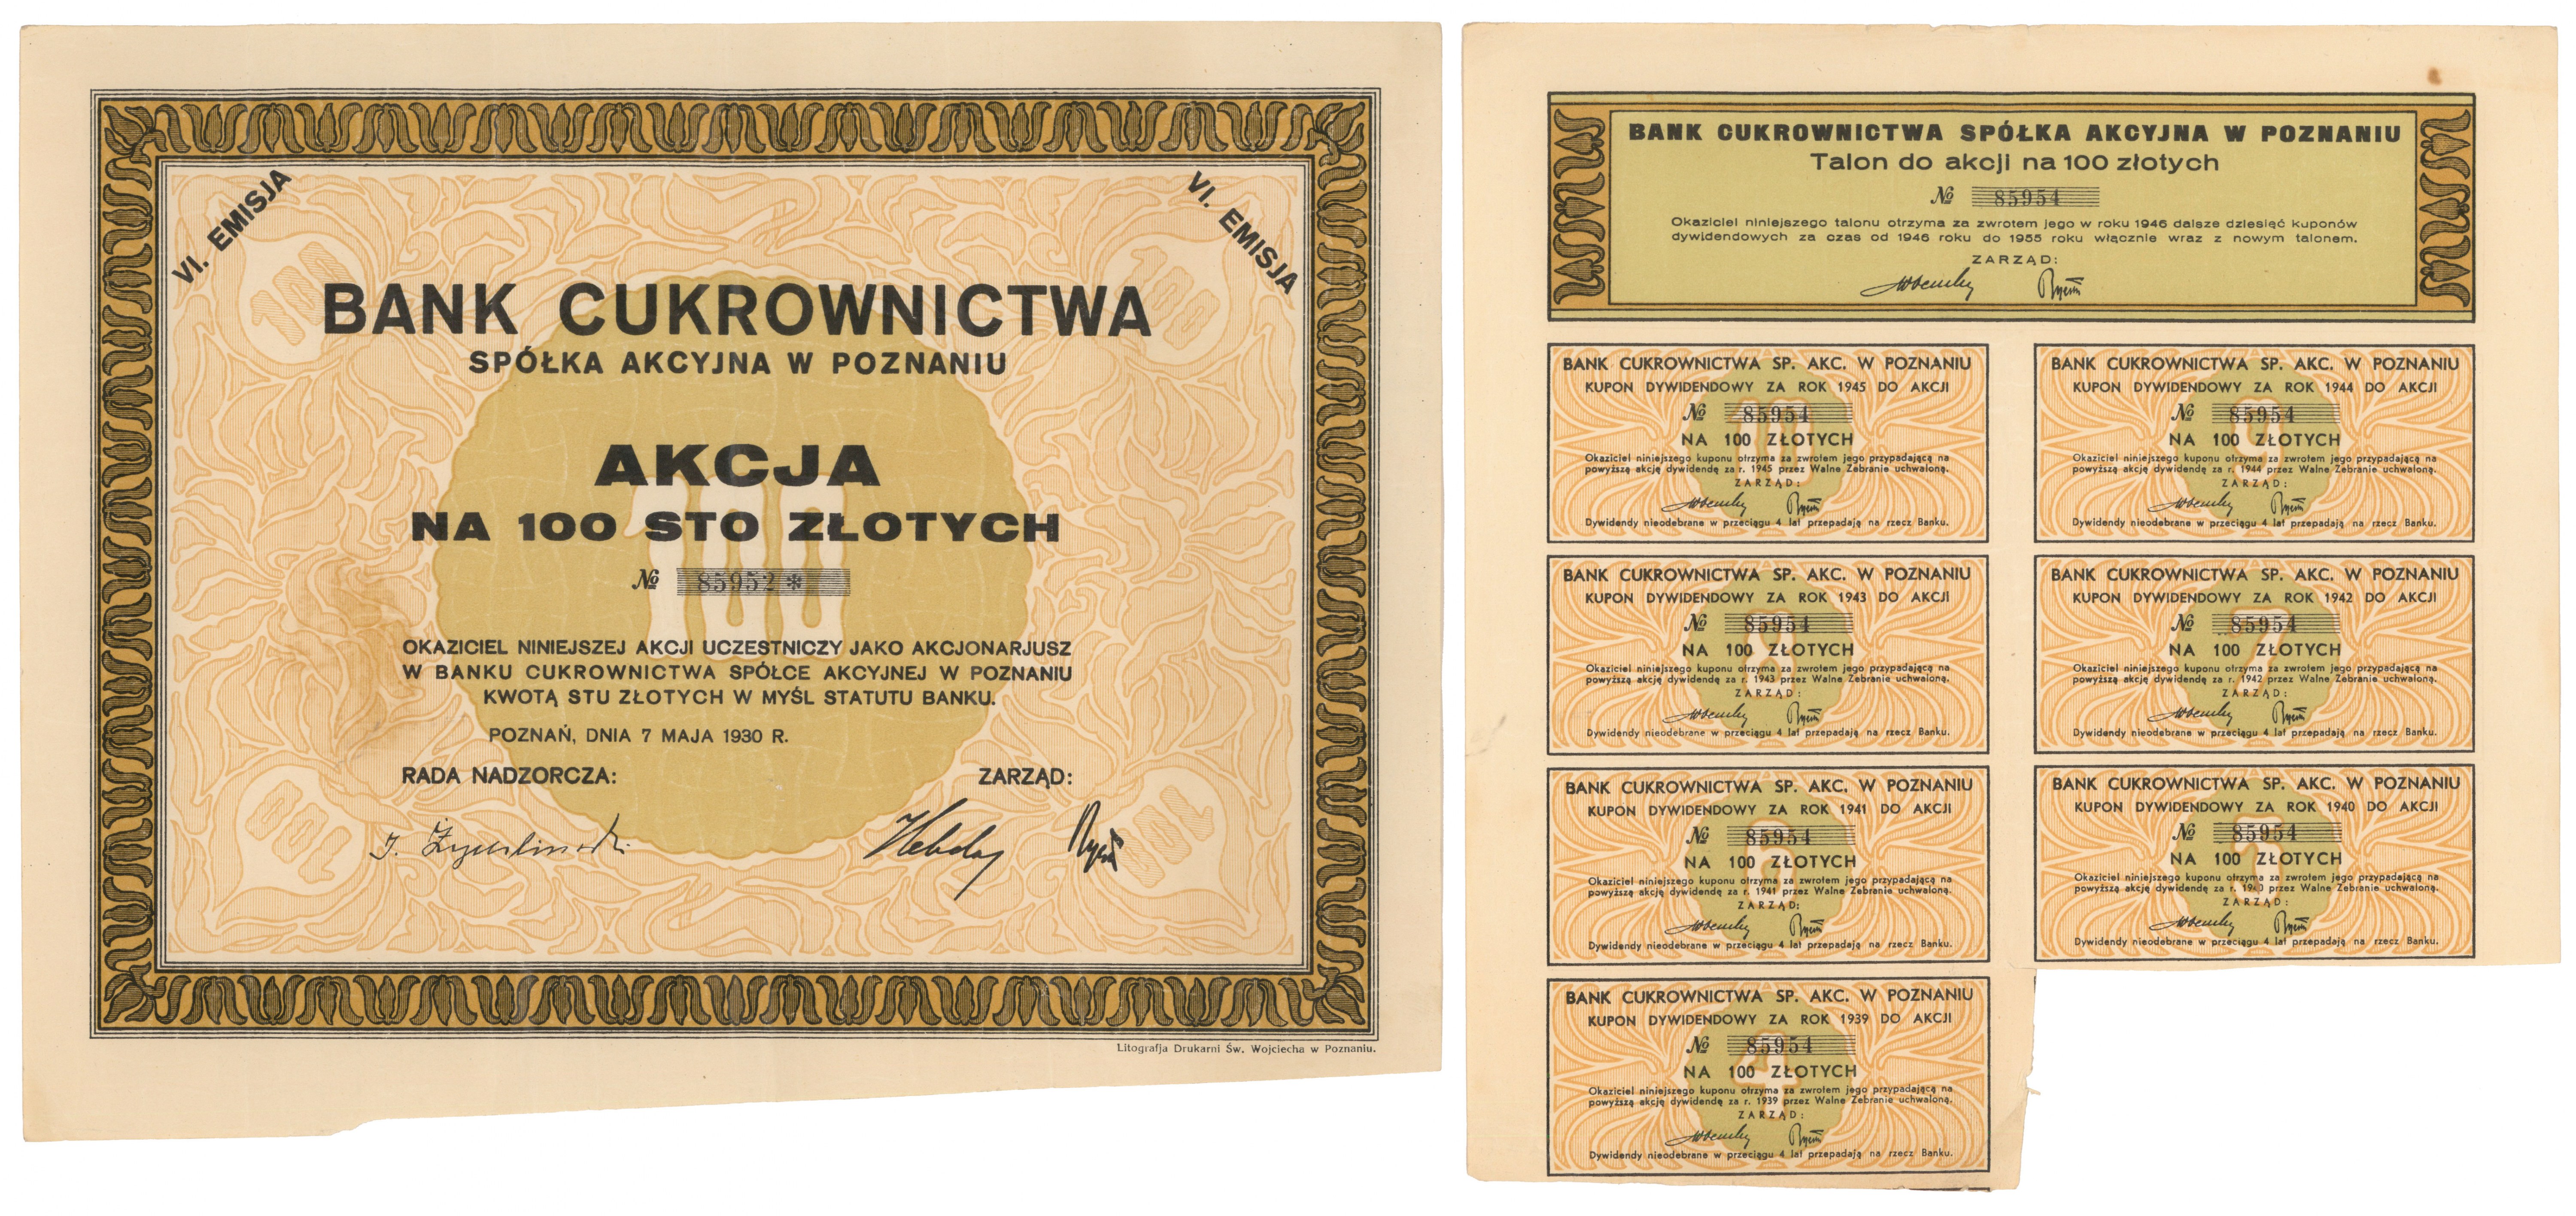 VI. EMISJA
VI. EMISJA
BANK CUKROWNICTWA
SPÓŁKA AKCYJNA W POZNANIU
AKCJA
NA 100 STO ZŁOTYCH
№ 85952 *
OKAZICIEL NINIEJSZEJ AKCJI UCZESTNICZY JAKO AKCJONARJUSZ
W BANKU CUKROWNICTWA SPÓŁCE AKCYJNEJ W POZNANIU
KWOTĄ STU ZŁOTYCH W MYŚL STATUTU BANKU.
POZNAŃ, DNIA 7 MAJA 1930 R.
RADA NADZORCZA:
ZARZĄD:
100
100
100
100
100
Litografja Drukarni Św. Wojciecha w Poznaniu.
BANK CUKROWNICTWA SPÓŁKA AKCYJNA W POZNANIU
Talon do akcji na 100 złotych
№ 85954
Okaziciel niniejszego talonu otrzyma za zwrotem jego w roku 1946 dalsze dziesięć kuponów
dywidendowych za czas od 1946 roku do 1955 roku włącznie wraz z nowym talonem.
ZARZĄD:
BANK CUKROWNICTWA SP. AKC. W POZNANIU
KUPON DYWIDENDOWY ZA ROK 1945 DO AKCJI
№ 85954
10
NA 100 ZŁOTYCH
Okaziciel niniejszego kuponu otrzyma za zwrotem jego przypadającą na
powyższą akcję dywidendę za r. 1945 przez Walne Zebranie uchwaloną.
ZARZĄD:
Dywidendy nieodebrane w przeciągu 4 lat przepadają na rzecz Banku.
BANK CUKROWNICTWA SP. AKC. W POZNANIU
KUPON DYWIDENDOWY ZA ROK 1944 DO AKCJI
№ 85954
9
NA 100 ZŁOTYCH
Okaziciel niniejszego kuponu otrzyma za zwrotem jego przypadającą na
powyższą akcję dywidendę za r. 1944 przez Walne Zebranie uchwaloną.
ZARZĄD:
Dywidendy nieodebrane w przeciągu 4 lat przepadają na rzecz Banku.
BANK CUKROWNICTWA SP. AKC. W POZNANIU
KUPON DYWIDENDOWY ZA ROK 1943 DO AKCJI
№ 85954
8
NA 100 ZŁOTYCH
Okaziciel niniejszego kuponu otrzyma za zwrotem jego przypadającą na
powyższą akcję dywidendę za r. 1943 przez Walne Zebranie uchwaloną.
ZARZĄD:
Dywidendy nieodebrane w przeciągu 4 lat przepadają na rzecz Banku.
BANK CUKROWNICTWA SP. AKC. W POZNANIU
KUPON DYWIDENDOWY ZA ROK 1942 DO AKCJI
№ 85954
7
NA 100 ZŁOTYCH
Okaziciel niniejszego kuponu otrzyma za zwrotem jego przypadającą na
powyższą akcję dywidendę za r. 1942 przez Walne Zebranie uchwaloną.
ZARZĄD:
Dywidendy nieodebrane w przeciągu 4 lat przepadają na rzecz Banku.
BANK CUKROWNICTWA SP. AKC. W POZNANIU
KUPON DYWIDENDOWY ZA ROK 1941 DO AKCJI
№ 85954
6
NA 100 ZŁOTYCH
Okaziciel niniejszego kuponu otrzyma za zwrotem jego przypadającą na
powyższą akcję dywidendę za r. 1941 przez Walne Zebranie uchwaloną.
ZARZĄD:
Dywidendy nieodebrane w przeciągu 4 lat przepadają na rzecz Banku.
BANK CUKROWNICTWA SP. AKC. W POZNANIU
KUPON DYWIDENDOWY ZA ROK 1940 DO AKCJI
№ 85954
5
NA 100 ZŁOTYCH
Okaziciel niniejszego kuponu otrzyma za zwrotem jego przypadającą na
powyższą akcję dywidendę za r. 1940 przez Walne Zebranie uchwaloną.
ZARZĄD:
Dywidendy nieodebrane w przeciągu 4 lat przepadają na rzecz Banku.
BANK CUKROWNICTWA SP. AKC. W POZNANIU
KUPON DYWIDENDOWY ZA ROK 1939 DO AKCJI
№ 85954
4
NA 100 ZŁOTYCH
Okaziciel niniejszego kuponu otrzyma za zwrotem jego przypadającą na
powyższą akcję dywidendę za r. 1939 przez Walne Zebranie uchwaloną.
ZARZĄD:
Dywidendy nieodebrane w przeciągu 4 lat przepadają na rzecz Banku.